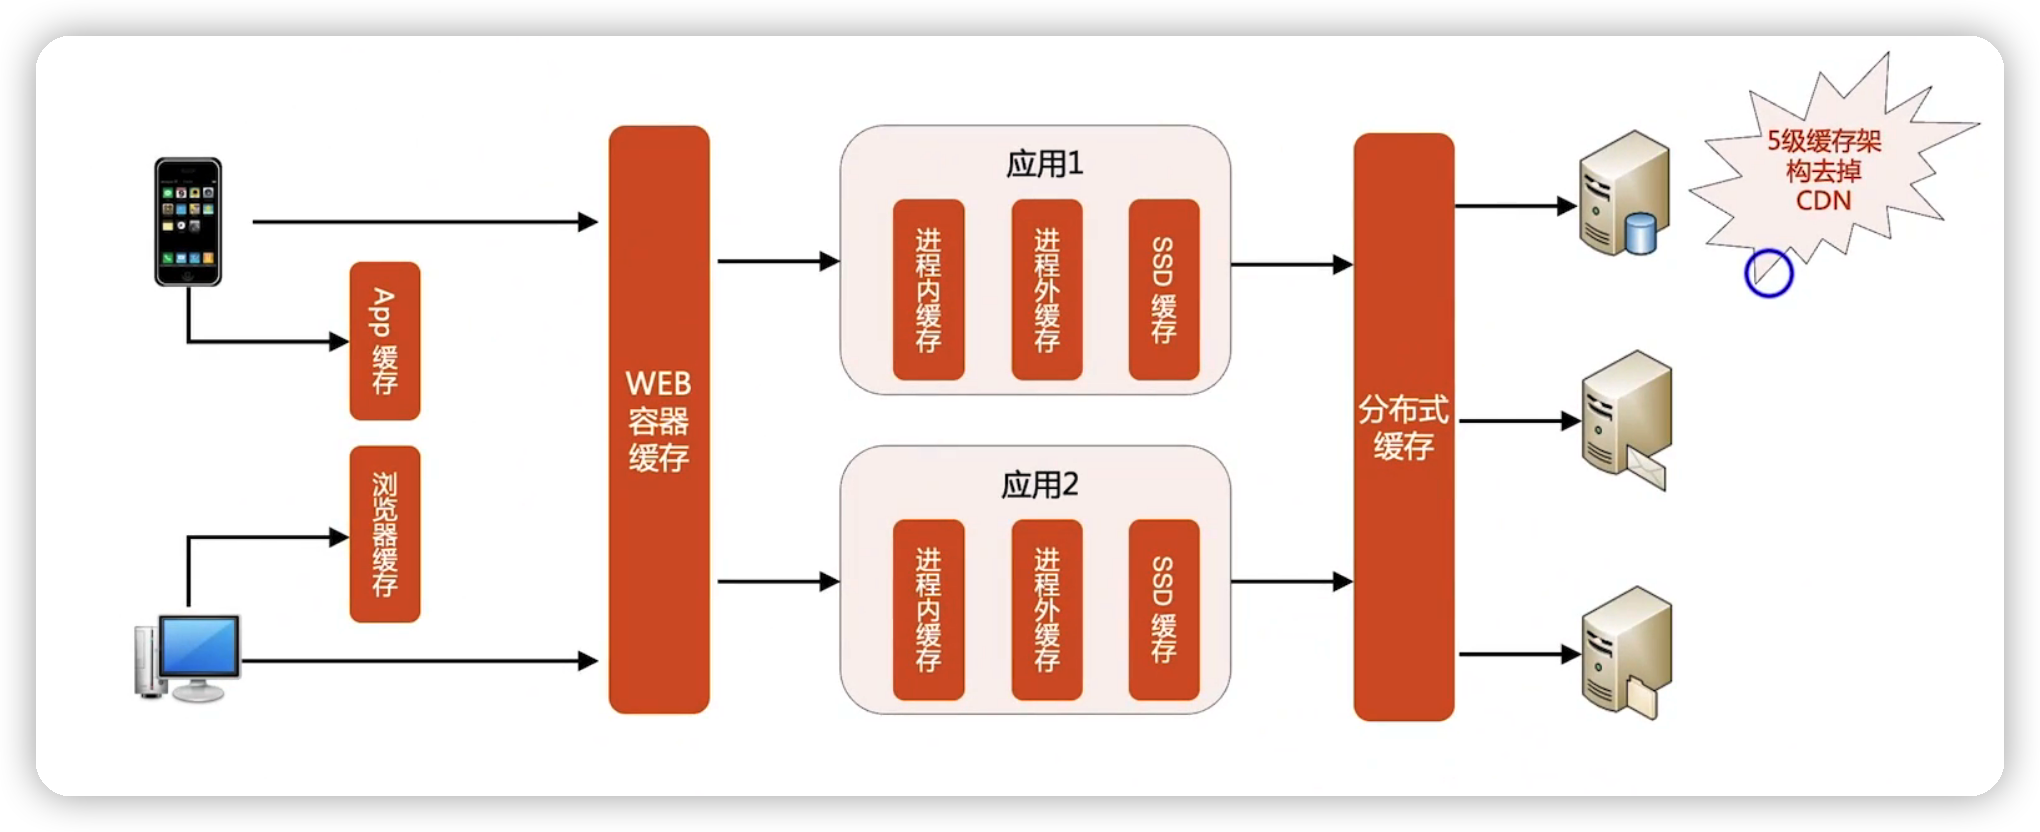 App 缓存
浏览器缓存
WEB
容器
缓存
应用1
进程内缓存
进程外缓存
SSD 缓存
应用2
进程内缓存
进程外缓存
SSD 缓存
分布式
缓存
5级缓存架
构去掉
CDN